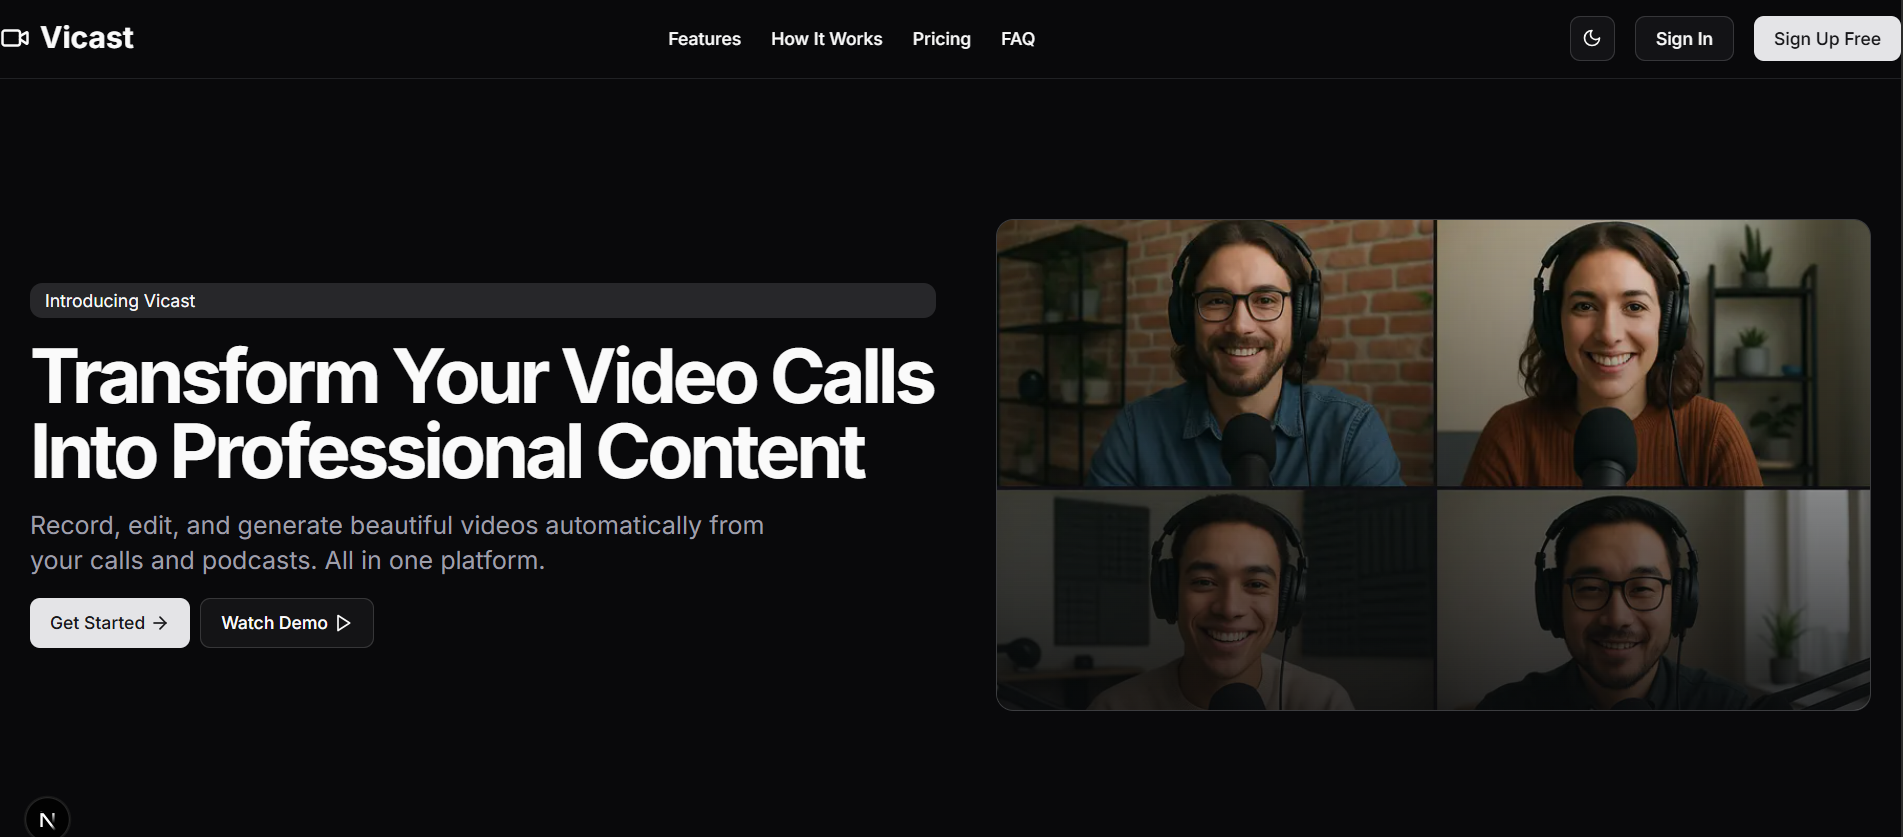 Vicast
Features
How It Works
Pricing
FAQ
Sign In
Sign Up Free
Introducing Vicast
Transform Your Video Calls
Into Professional Content
Record, edit, and generate beautiful videos automatically from
your calls and podcasts. All in one platform.
Get Started →
Watch Demo
N